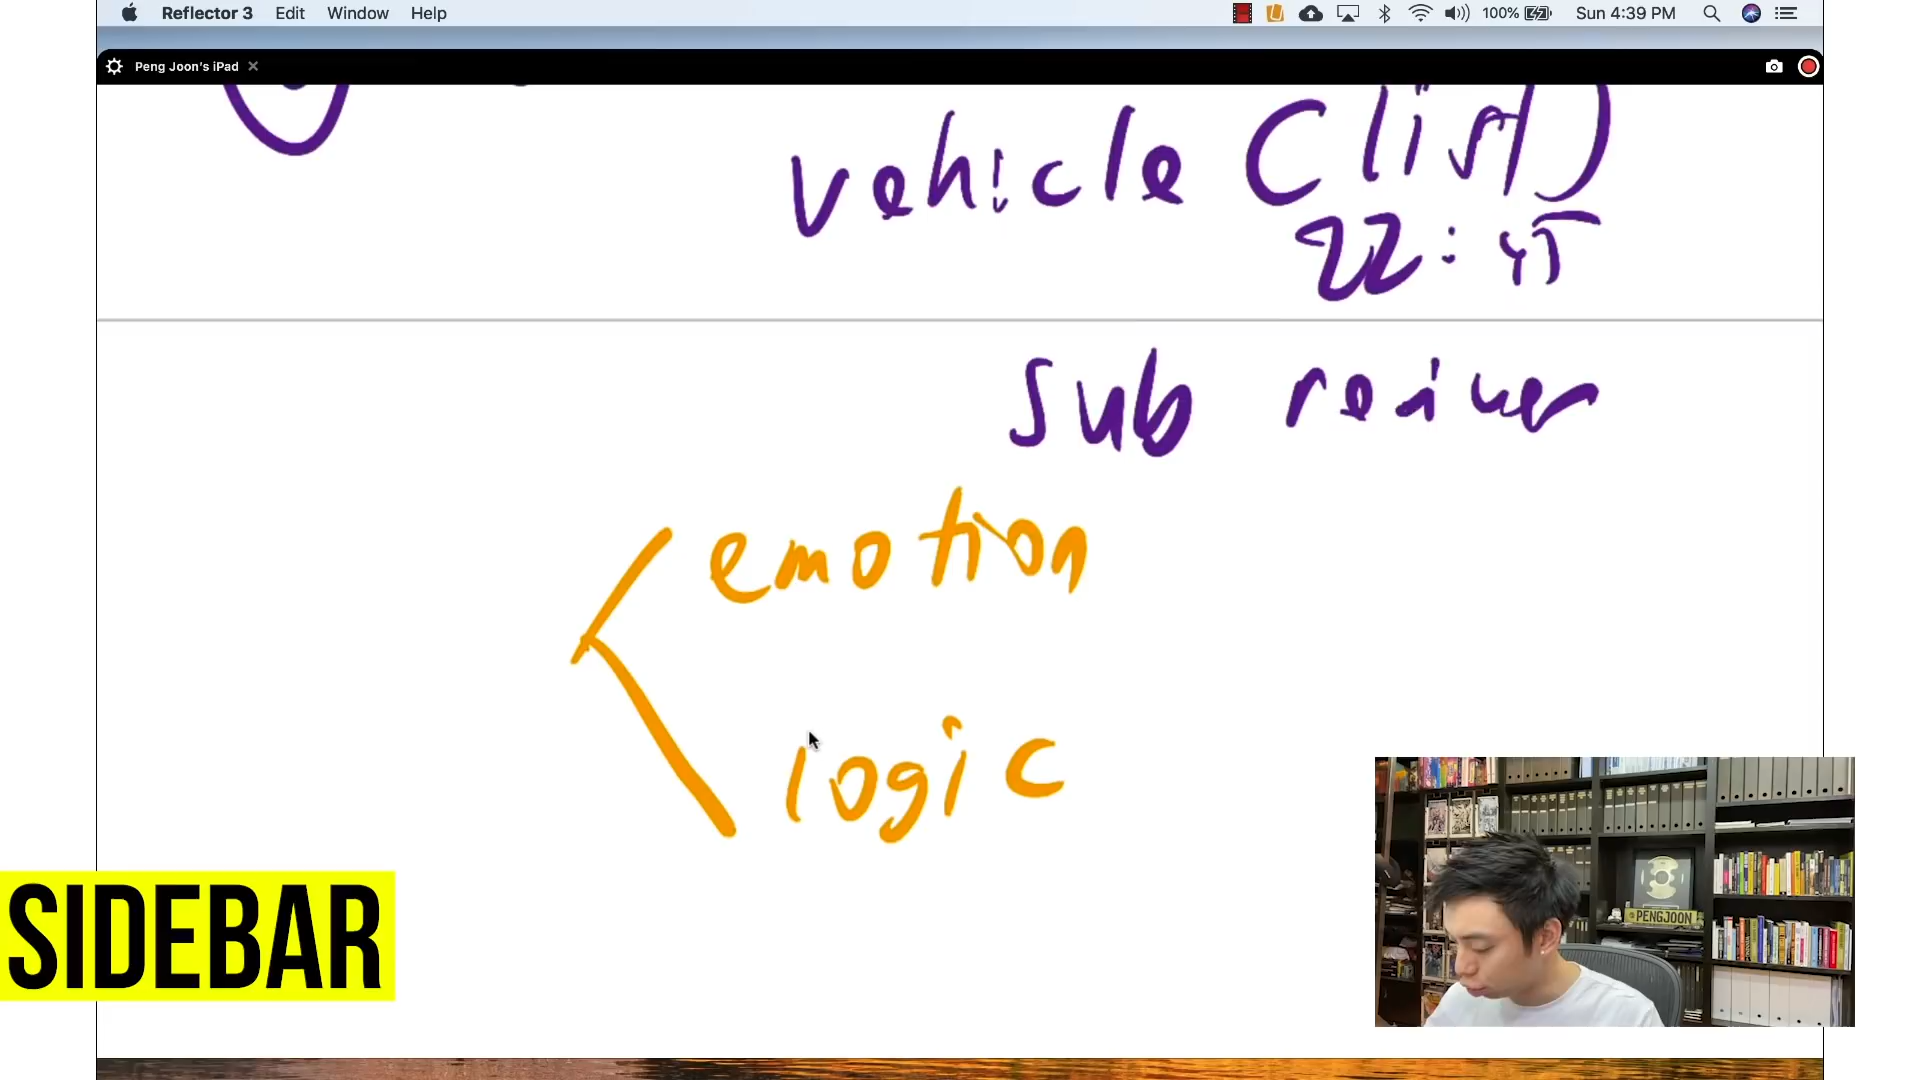 Reflector 3 Edit Window Help 100% Sun 4:39 PM
Peng Joon's iPad
vehicle (list)
22:45
sub
emotion
logic
SIDEBAR
PENGJOON